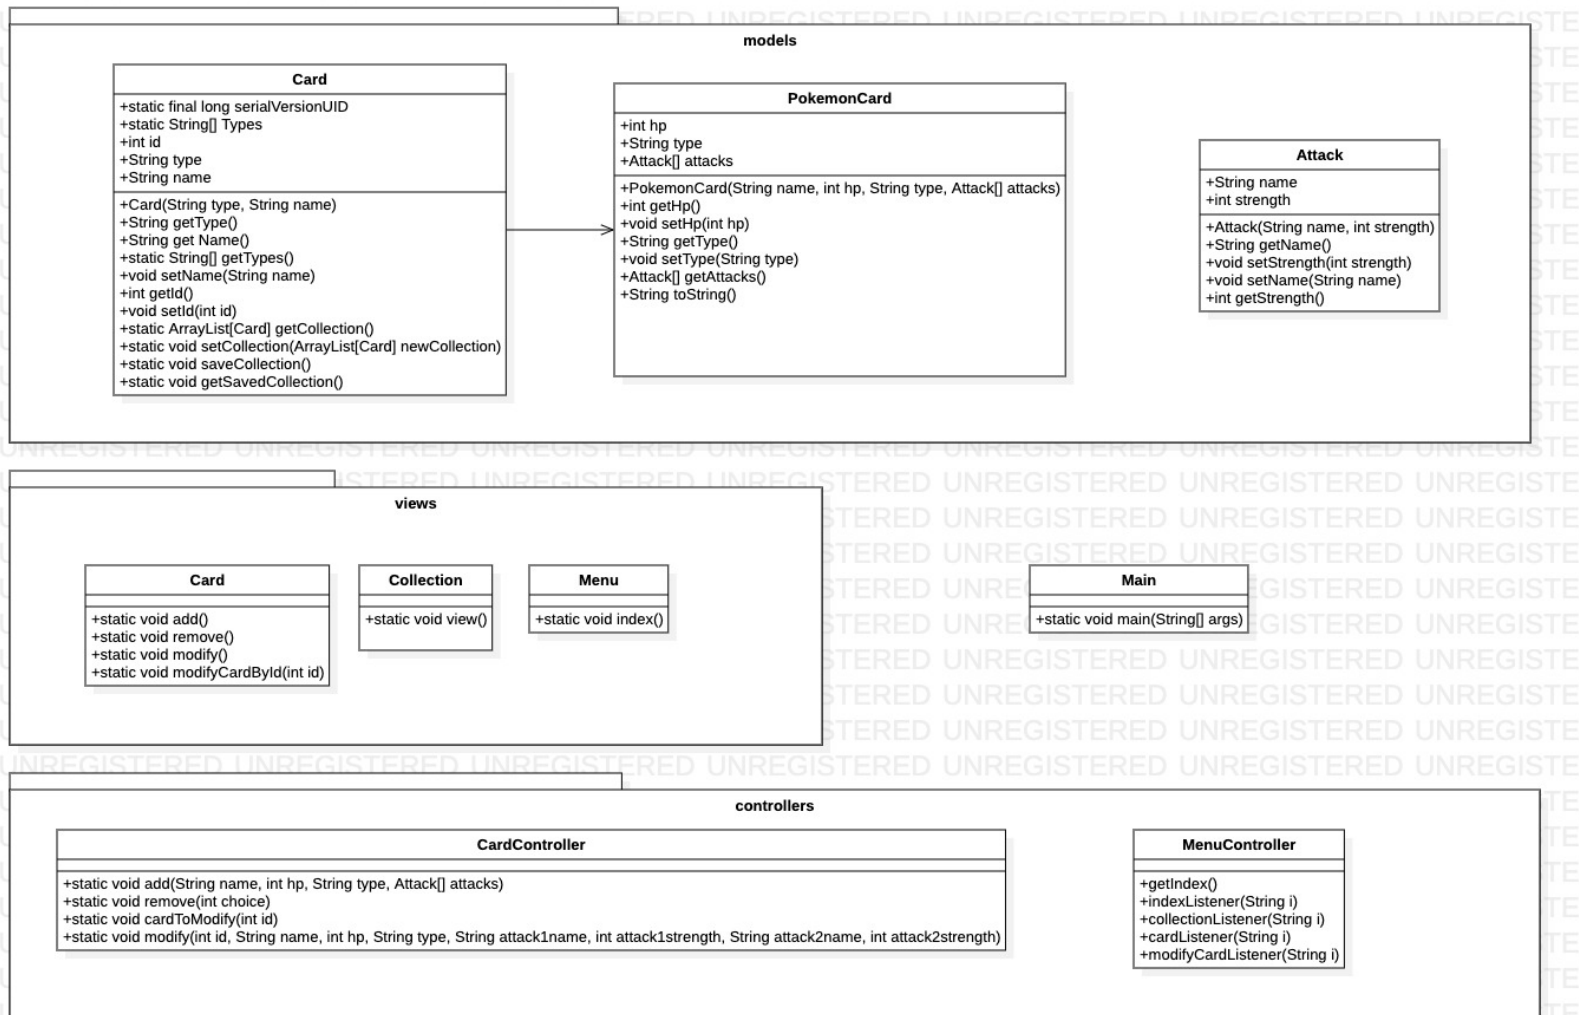 models
Card
+static final long serialVersionUID
+static String[] Types
+int id
+String type
+String name
+Card(String type, String name)
+String getType()
+String get Name()
+static String[] getTypes()
+void setName(String name)
+int getId()
+void setId(int id)
+static ArrayList[Card] getCollection()
+static void setCollection(ArrayList[Card] newCollection)
+static void saveCollection()
+static void getSavedCollection()
PokemonCard
+int hp
+String type
+Attack[] attacks
+PokemonCard(String name, int hp, String type, Attack[] attacks)
+int getHp()
+void setHp(int hp)
+String getType()
+void setType(String type)
+Attack[] getAttacks()
+String toString()
Attack
+String name
+int strength
+Attack(String name, int strength)
+String getName()
+void setStrength(int strength)
+void setName(String name)
+int getStrength()
views
Card
+static void add()
+static void remove()
+static void modify()
+static void modifyCardById(int id)
Collection
+static void view()
Menu
+static void index()
Main
+static void main(String[] args)
controllers
CardController
+static void add(String name, int hp, String type, Attack[] attacks)
+static void remove(int choice)
+static void cardToModify(int id)
+static void modify(int id, String name, int hp, String type, String attack1name, int attack1strength, String attack2name, int attack2strength)
MenuController
+getIndex()
+indexListener(String i)
+collectionListener(String i)
+cardListener(String i)
+modifyCardListener(String i)
UNREGISTERED UNREGISTERED UNREGISTERED